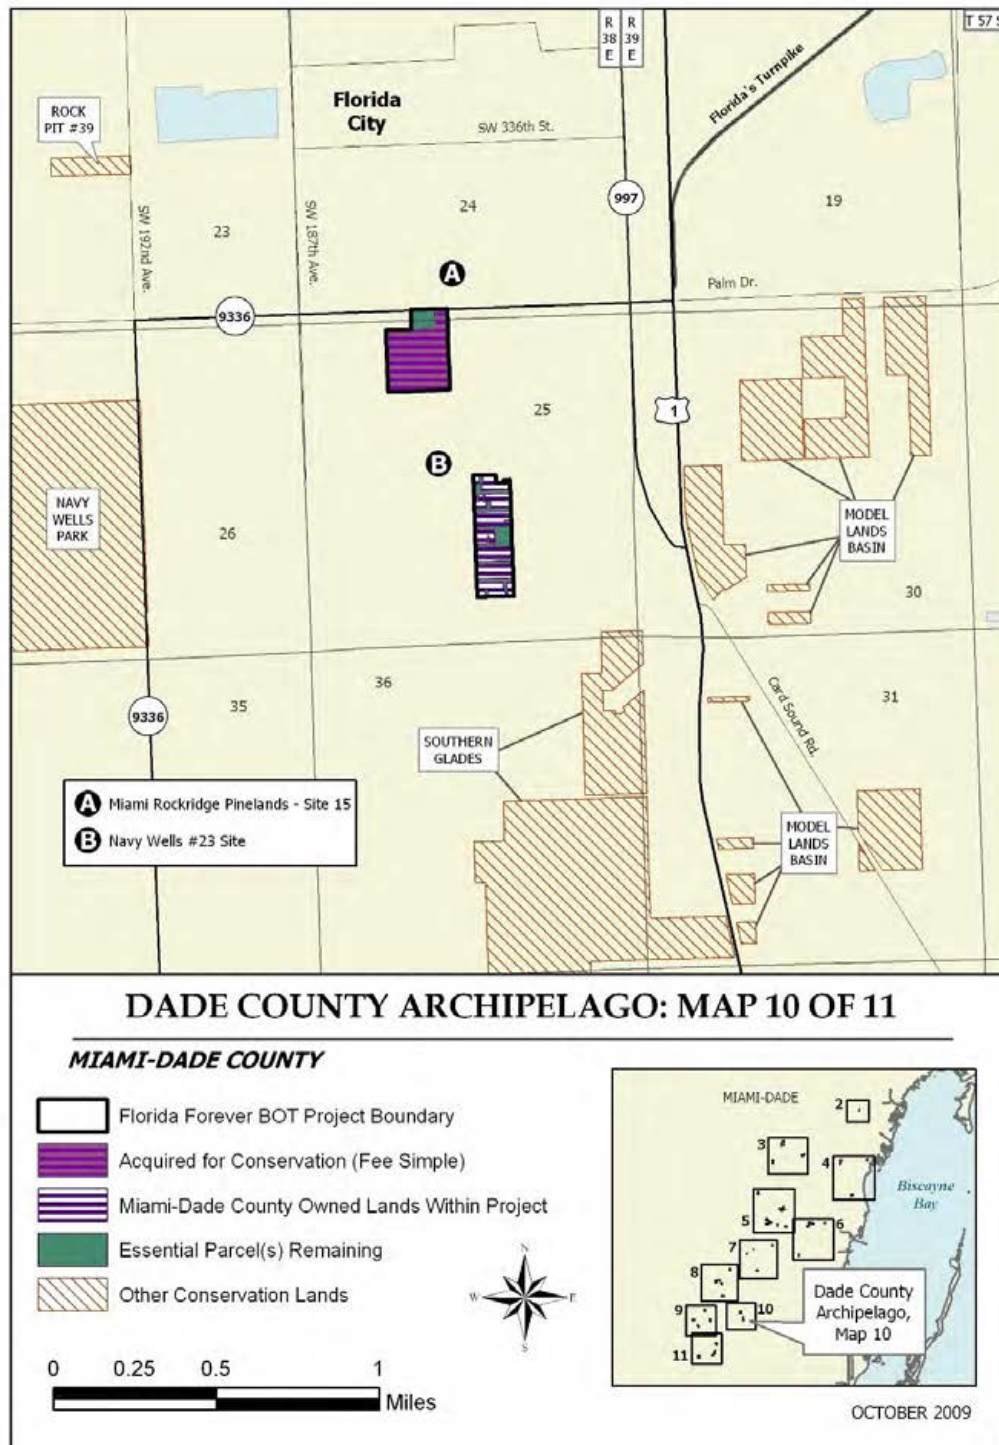 R
38
E
R
39
E
T 57 S
ROCK
PIT #39
Florida
City
SW 336th St.
Florida's Turnpike
997
24
19
23
SW 192nd Ave.
SW 187th Ave.
A
Palm Dr.
9336
25
1
B
NAVY
WELLS
PARK
MODEL
LANDS
BASIN
26
30
36
35
31
Card Sound Rd.
9336
SOUTHERN
GLADES
A Miami Rockridge Pinelands - Site 15
B Navy Wells #23 Site
MODEL
LANDS
BASIN
DADE COUNTY ARCHIPELAGO: MAP 10 OF 11
MIAMI-DADE COUNTY
Florida Forever BOT Project Boundary
Acquired for Conservation (Fee Simple)
Miami-Dade County Owned Lands Within Project
Essential Parcel(s) Remaining
Other Conservation Lands
N
W E
S
0 0.25 0.5 1
Miles
MIAMI-DADE
2
3
4
Biscayne
Bay
5
6
7
8
9
10
11
Dade County
Archipelago,
Map 10
OCTOBER 2009